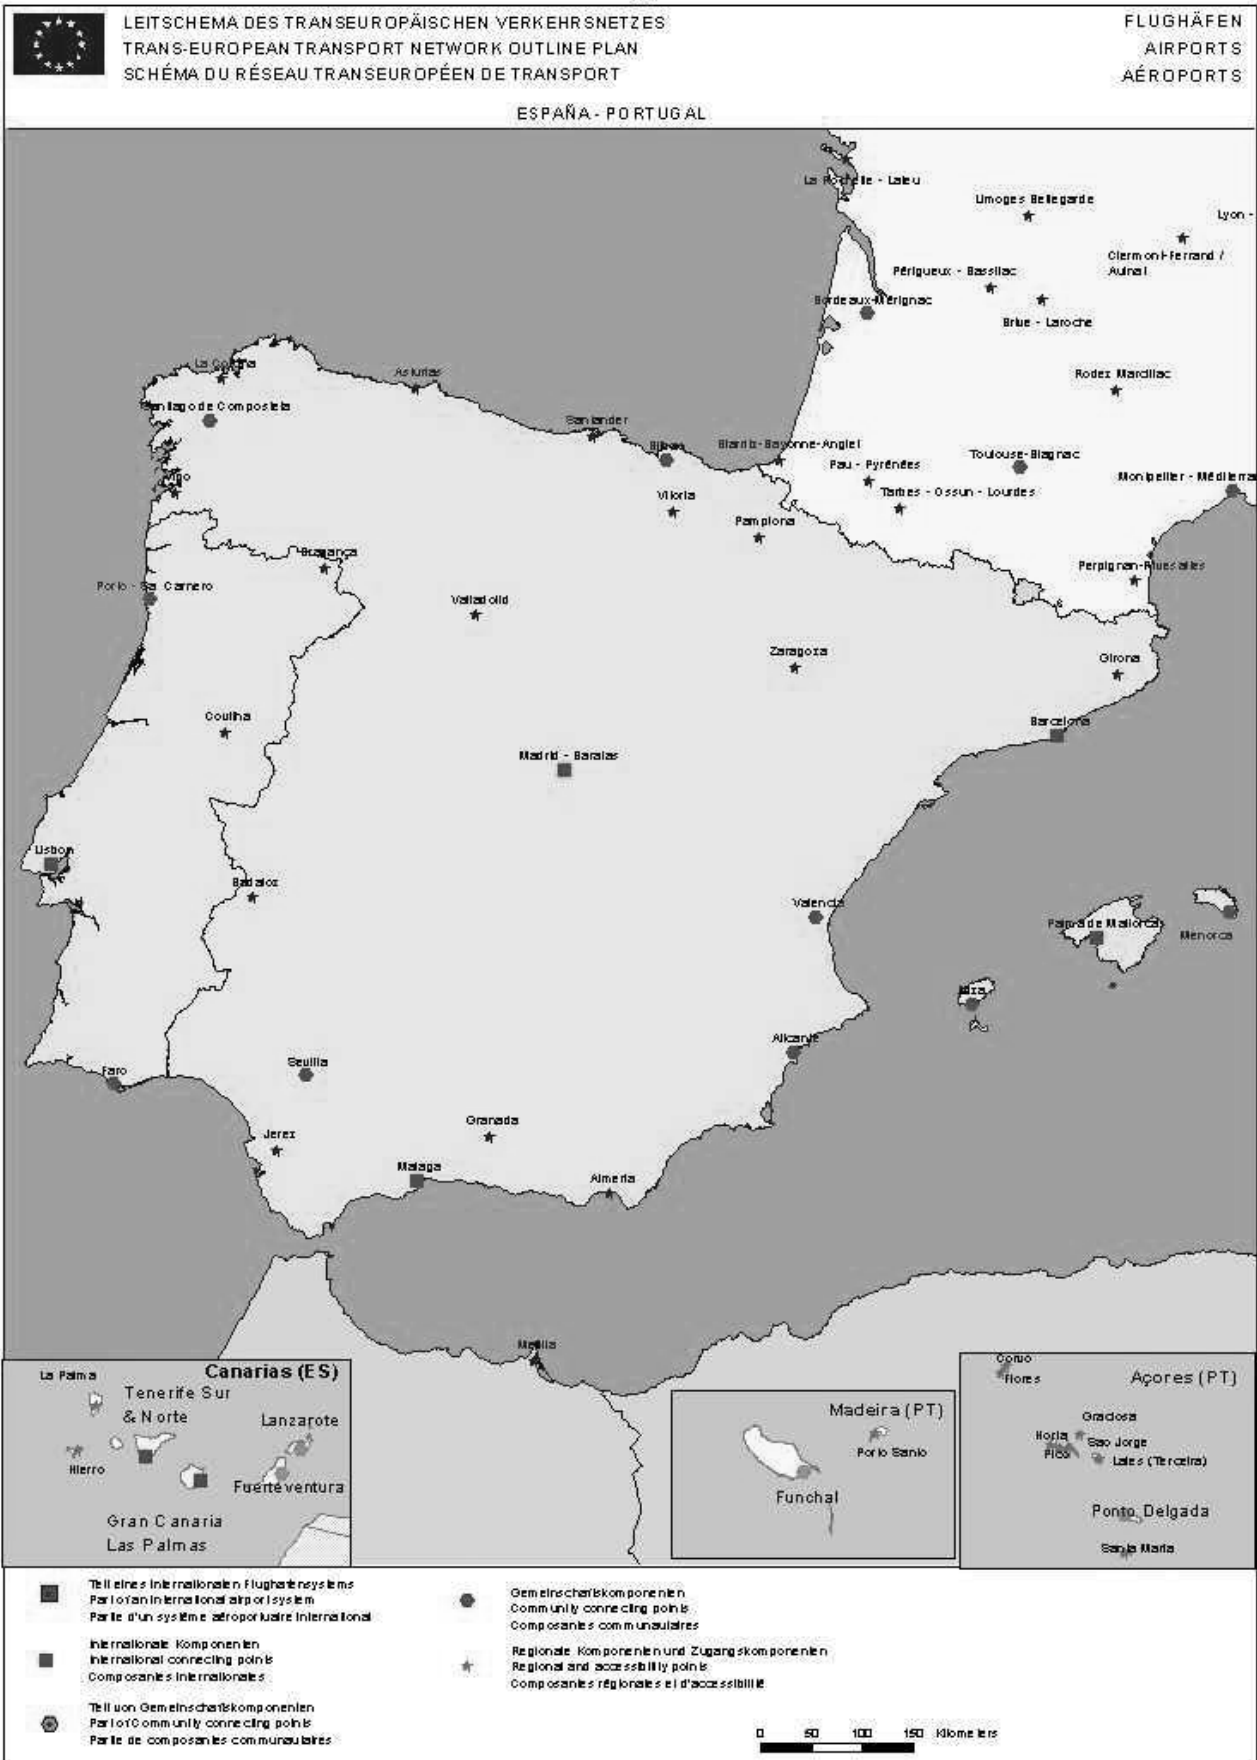 LEITSCHEMA DES TRANSEUROPÄISCHEN VERKEHRSNETZES
TRANS-EUROPEAN TRANSPORT NETWORK OUTLINE PLAN
SCHÉMA DU RÉSEAU TRANSEUROPÉEN DE TRANSPORT
FLUGHÄFEN
AIRPORTS
AÉROPORTS
ESPAÑA - PORTUGAL
La Rochelle - Laleu
Limoges Bellegarde
Lyon -
Clermont-Ferrand /
Aulnat
Périgueux - Bassillac
Bordeaux-Mérignac
Brive - Laroche
La Coruña
Asturias
Rodez Marcillac
Santiago de Compostela
Santander
Bilbao
Biarritz-Bayonne-Anglet
Pau - Pyrénées
Toulouse-Blagnac
Montpellier - Méditerra
Vigo
Tarbes - Ossun - Lourdes
Vitoria
Pamplona
Bragança
Perpignan-Rivesaltes
Porto - Sa Carnero
Valladolid
Zaragoza
Girona
Covilha
Barcelona
Madrid - Barajas
Lisbon
Badajoz
Valencia
Palma de Mallorca
Menorca
Ibiza
Alicante
Faro
Sevilla
Granada
Jerez
Malaga
Almeria
Melilla
Canarias (ES)
La Palma
Tenerife Sur
& Norte
Lanzarote
Hierro
Fuerteventura
Gran Canaria
Las Palmas
Madeira (PT)
Porto Santo
Funchal
Açores (PT)
Corvo
Flores
Graciosa
Horta
Sao Jorge
Pico
Lajes (Terceira)
Ponto Delgada
Santa Maria
Teil eines internationalen Flughafensystems
Part of an international airport system
Partie d'un système aéroportuaire international
Internationale Komponenten
International connecting points
Composantes internationales
Teil von Gemeinschaftskomponenten
Part of Community connecting points
Partie de composantes communautaires
Gemeinschaftskomponenten
Community connecting points
Composantes communautaires
Regionale Komponenten und Zugangskomponenten
Regional and accessibility points
Composantes régionales et d'accessibilité
0 50 100 150 Kilometers